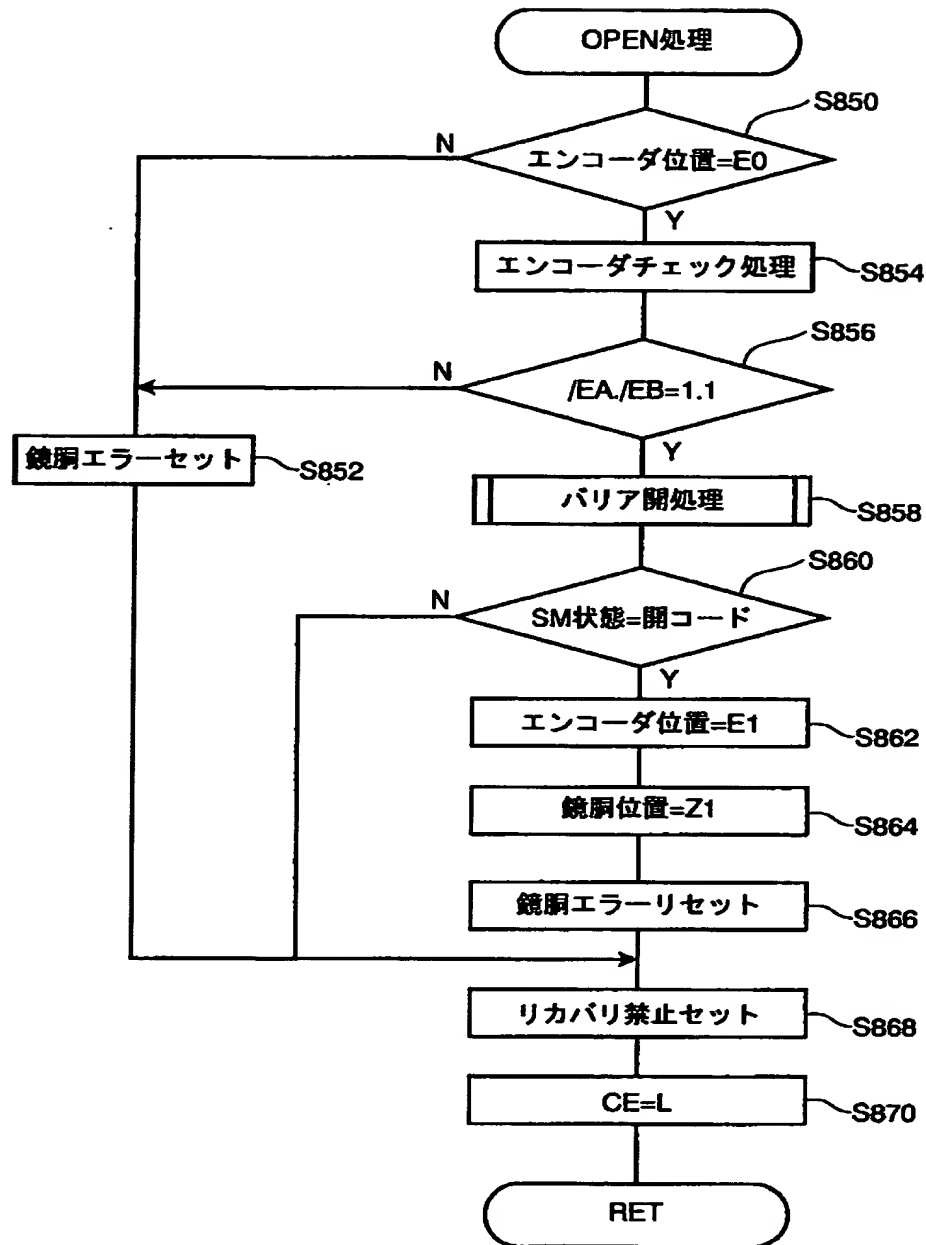 OPEN処理
S850
N
エンコーダ位置=E0
Y
エンコーダチェック処理
S854
S856
N
/EA./EB=1.1
Y
鏡胴エラーセット
S852
バリア開処理
S858
S860
N
SM状態=開コード
Y
エンコーダ位置=E1
S862
鏡胴位置=Z1
S864
鏡胴エラーリセット
S866
リカバリ禁止セット
S868
CE=L
S870
RET